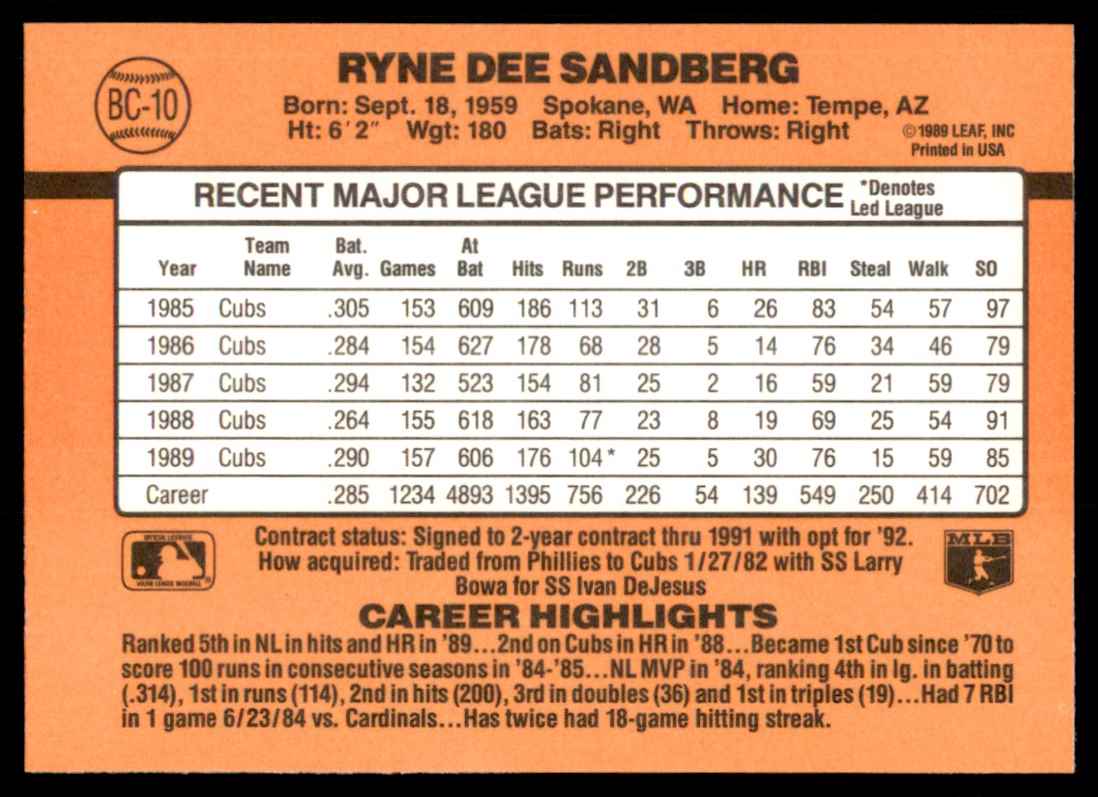 BC-10
RYNE DEE SANDBERG
Born: Sept. 18, 1959 Spokane, WA Home: Tempe, AZ
Ht: 6'2" Wgt: 180 Bats: Right Throws: Right
©1989 LEAF, INC
Printed in USA
RECENT MAJOR LEAGUE PERFORMANCE *Denotes Led League
Year Team Name Bat. Avg. Games At Bat Hits Runs 2B 3B HR RBI Steal Walk SO
1985 Cubs .305 153 609 186 113 31 6 26 83 54 57 97
1986 Cubs .284 154 627 178 68 28 5 14 76 34 46 79
1987 Cubs .294 132 523 154 81 25 2 16 59 21 59 79
1988 Cubs .264 155 618 163 77 23 8 19 69 25 54 91
1989 Cubs .290 157 606 176 104* 25 5 30 76 15 59 85
Career .285 1234 4893 1395 756 226 54 139 549 250 414 702
Contract status: Signed to 2-year contract thru 1991 with opt for '92.
How acquired: Traded from Phillies to Cubs 1/27/82 with SS Larry
Bowa for SS Ivan DeJesus
OFFICIAL LICENSEE
MAJOR LEAGUE BASEBALL
MLB
CAREER HIGHLIGHTS
Ranked 5th in NL in hits and HR in '89...2nd on Cubs in HR in '88...Became 1st Cub since '70 to
score 100 runs in consecutive seasons in '84-'85...NL MVP in '84, ranking 4th in lg. in batting
(.314), 1st in runs (114), 2nd in hits (200), 3rd in doubles (36) and 1st in triples (19)...Had 7 RBI
in 1 game 6/23/84 vs. Cardinals...Has twice had 18-game hitting streak.